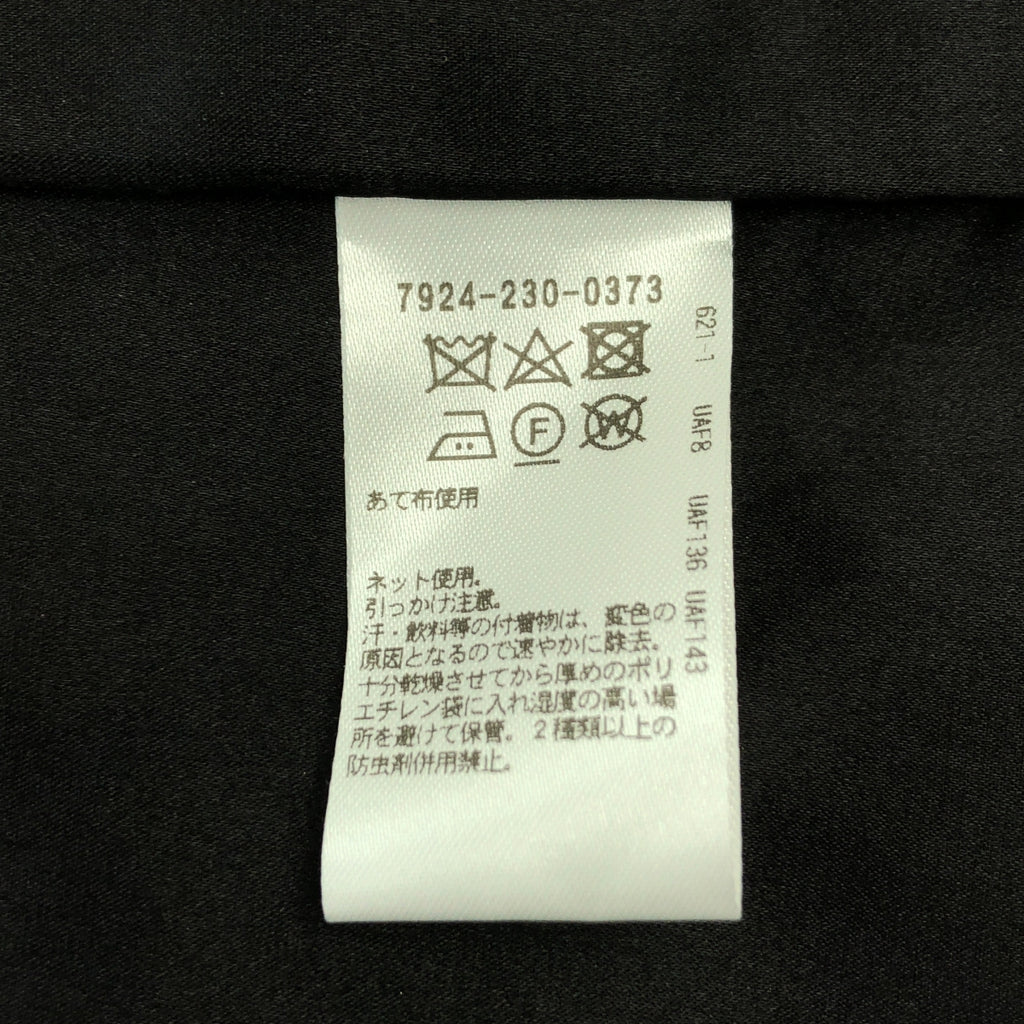 7924-230-0373
F
W
あて布使用
ネット使用。
引っかけ注意。
汗・飲料等の付着物は、変色の
原因となるので速やかに除去。
十分乾燥させてから厚めのポリ
エチレン袋に入れ湿度の高い場
所を避けて保管。2種類以上の
防虫剤併用禁止。
621-1 UAF8 UAF136 UAF143